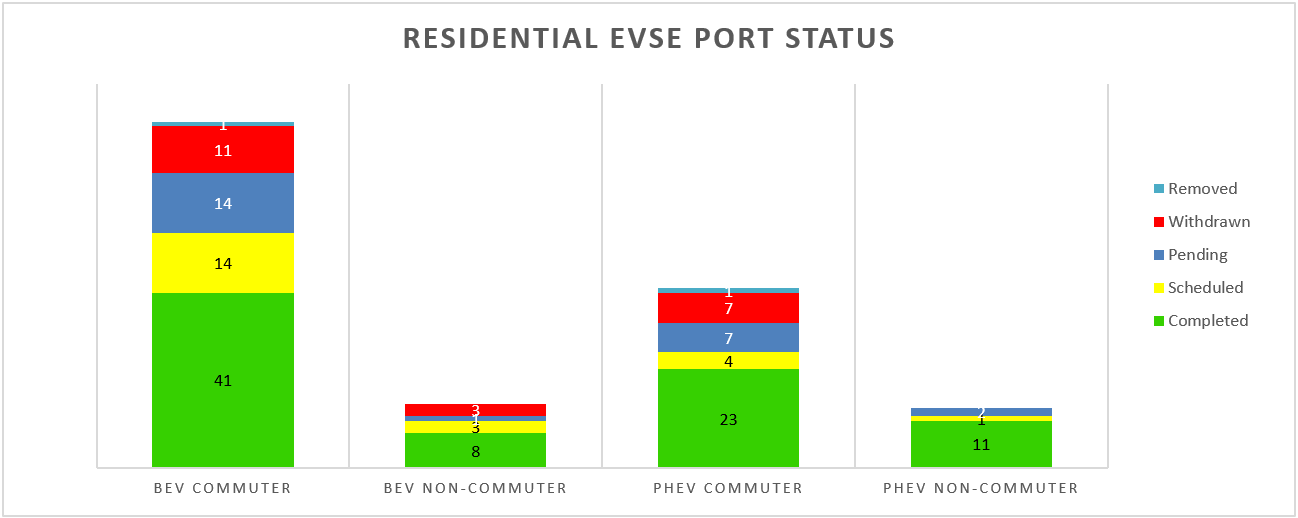 RESIDENTIAL EVSE PORT STATUS
1
11
14
14
41
3
1
3
8
1
7
7
4
23
2
1
11
Removed
Withdrawn
Pending
Scheduled
Completed
BEV COMMUTER
BEV NON-COMMUTER
PHEV COMMUTER
PHEV NON-COMMUTER